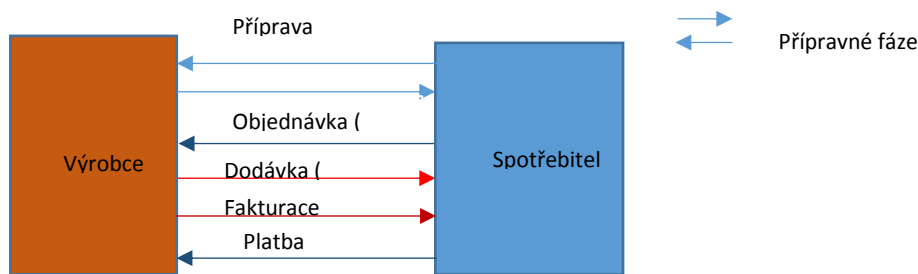 Příprava
Přípravné fáze
Objednávka (
Výrobce
Spotřebitel
Dodávka (
Fakturace
Platba